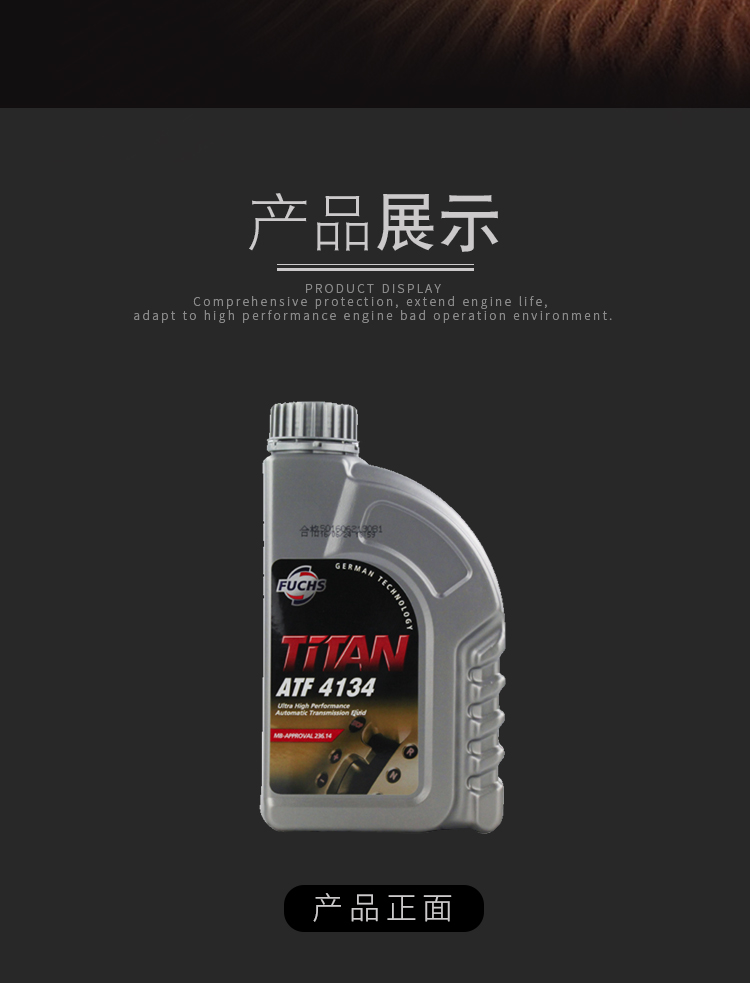 产品展示
PRODUCT DISPLAY
Comprehensive protection, extend engine life,
adapt to high performance engine bad operation environment.
GERMAN TECHNOLOGY
FUCHS
TiTAN
ATF 4134
Ultra High Performance
Automatic Transmission Fluid
MB-APPROVAL 236.14
R
N
产品正面